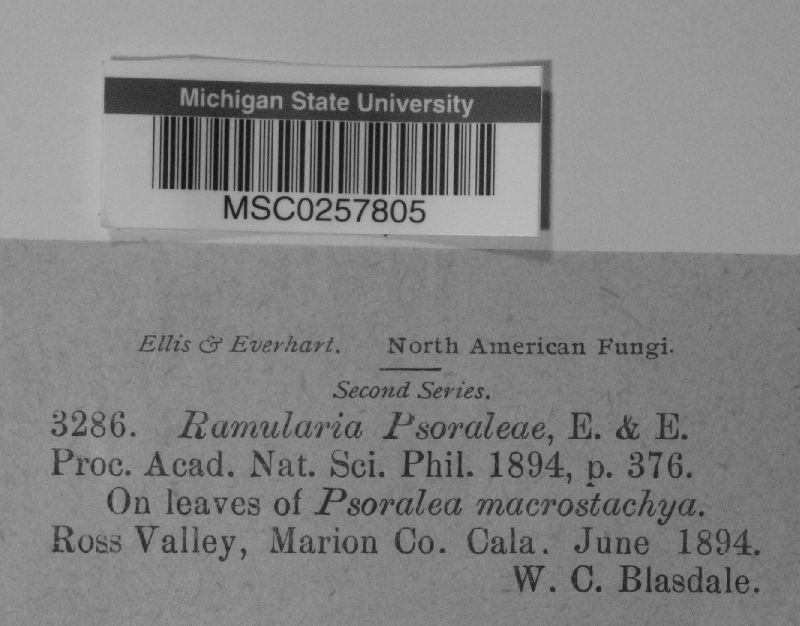 Michigan State University
MSC0257805
Ellis & Everhart. North American Fungi.
Second Series.
3286. Ramularia Psoraleae, E. & E.
Proc. Acad. Nat. Sci. Phil. 1894, p. 376.
On leaves of Psoralea macrostachya.
Ross Valley, Marion Co. Cala. June 1894.
W. C. Blasdale.